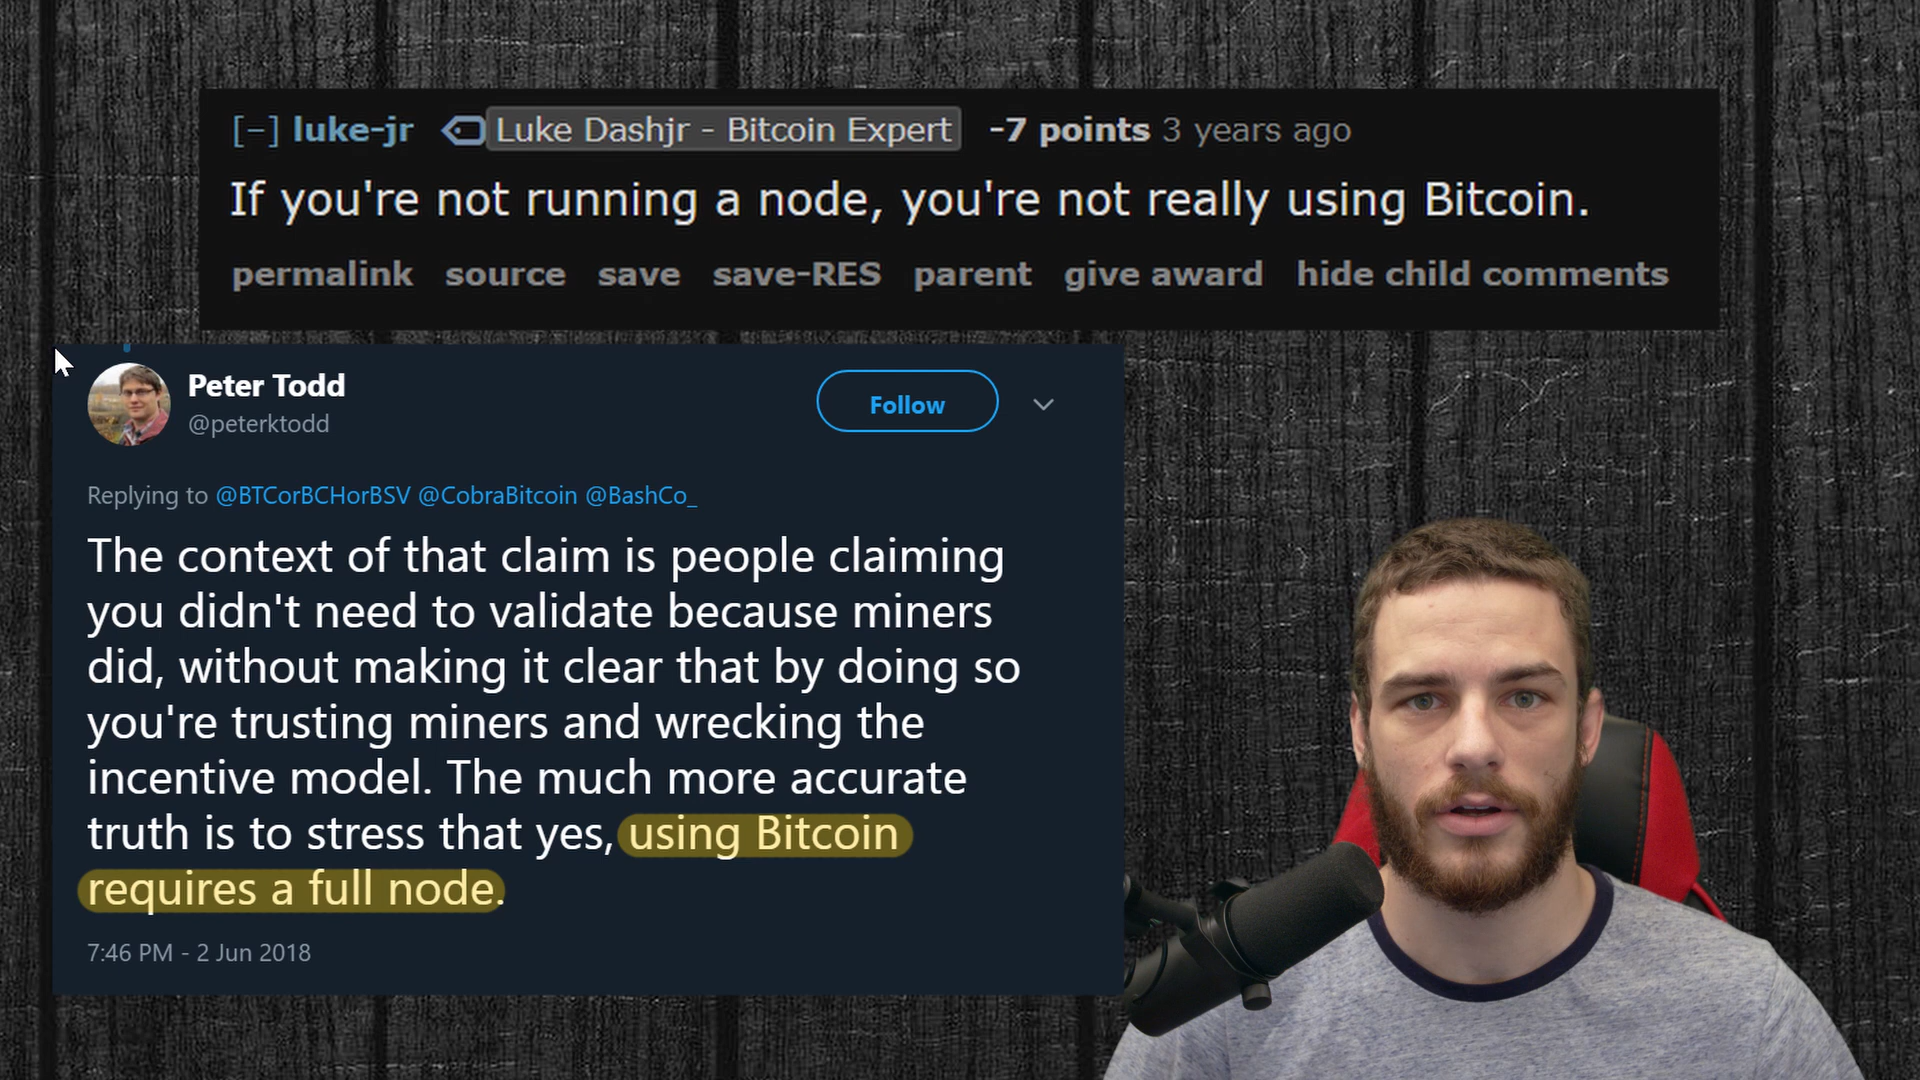 [–] luke-jr Luke Dashjr - Bitcoin Expert -7 points 3 years ago
If you're not running a node, you're not really using Bitcoin.
permalink source save save-RES parent give award hide child comments
Peter Todd
@peterktodd
Follow
Replying to @BTCorBCHorBSV @CobraBitcoin @BashCo_
The context of that claim is people claiming
you didn't need to validate because miners
did, without making it clear that by doing so
you're trusting miners and wrecking the
incentive model. The much more accurate
truth is to stress that yes, using Bitcoin
requires a full node.
7:46 PM - 2 Jun 2018